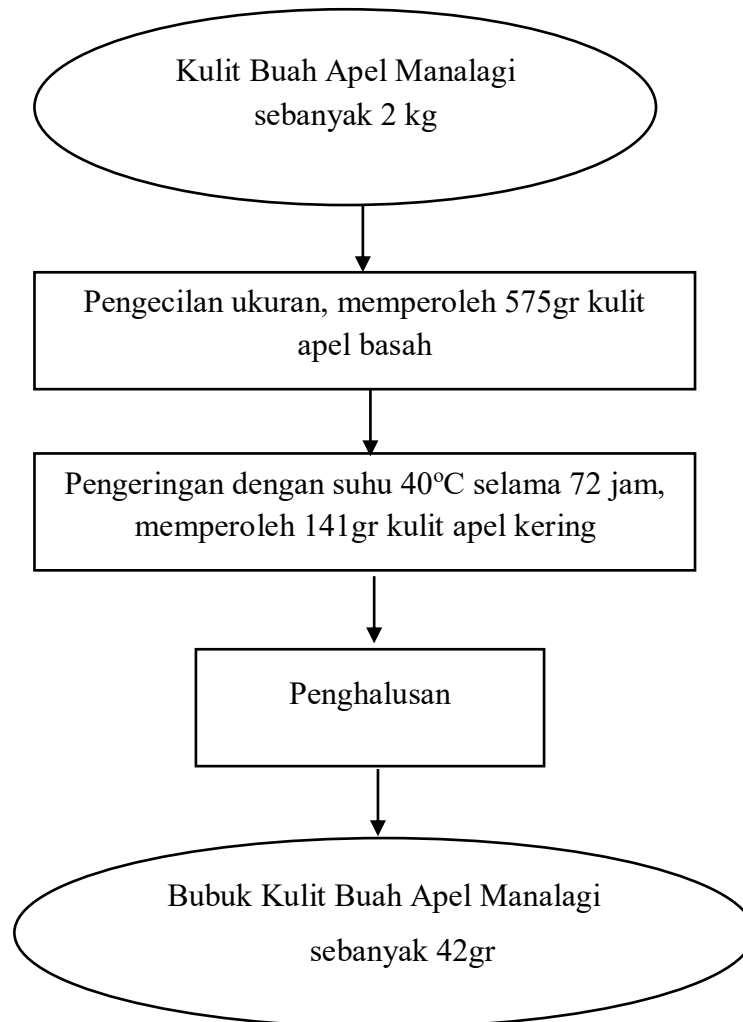 Kulit Buah Apel Manalagi
sebanyak 2 kg
Pengecilan ukuran, memperoleh 575gr kulit
apel basah
Pengeringan dengan suhu 40°C selama 72 jam,
memperoleh 141gr kulit apel kering
Penghalusan
Bubuk Kulit Buah Apel Manalagi
sebanyak 42gr